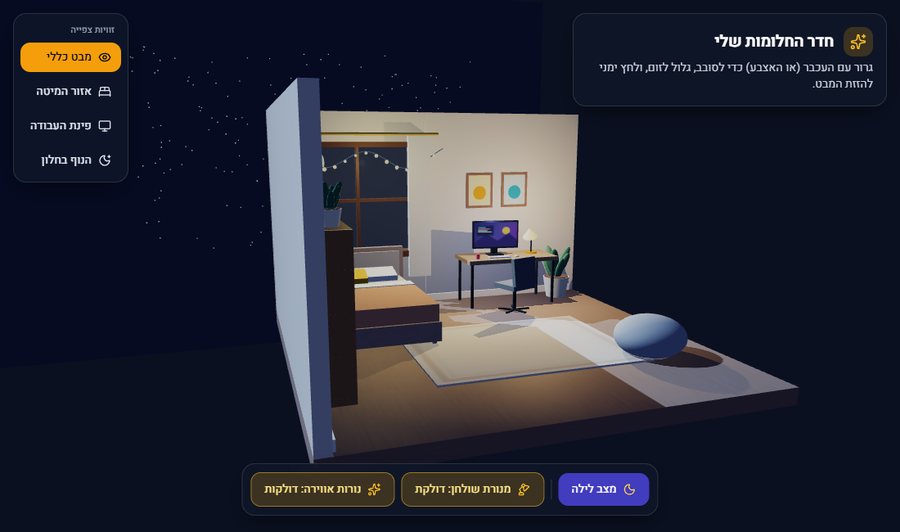 חדר החלומות שלי
גרור עם העכבר (או האצבע) כדי לסובב, גלול לזום, ולחץ ימני
להזזת המבט.
זוויות צפייה
מבט כללי
אזור המיטה
פינת העבודה
הנוף בחלון
מצב לילה
מנורת שולחן: דולקת
נורות אווירה: דולקות